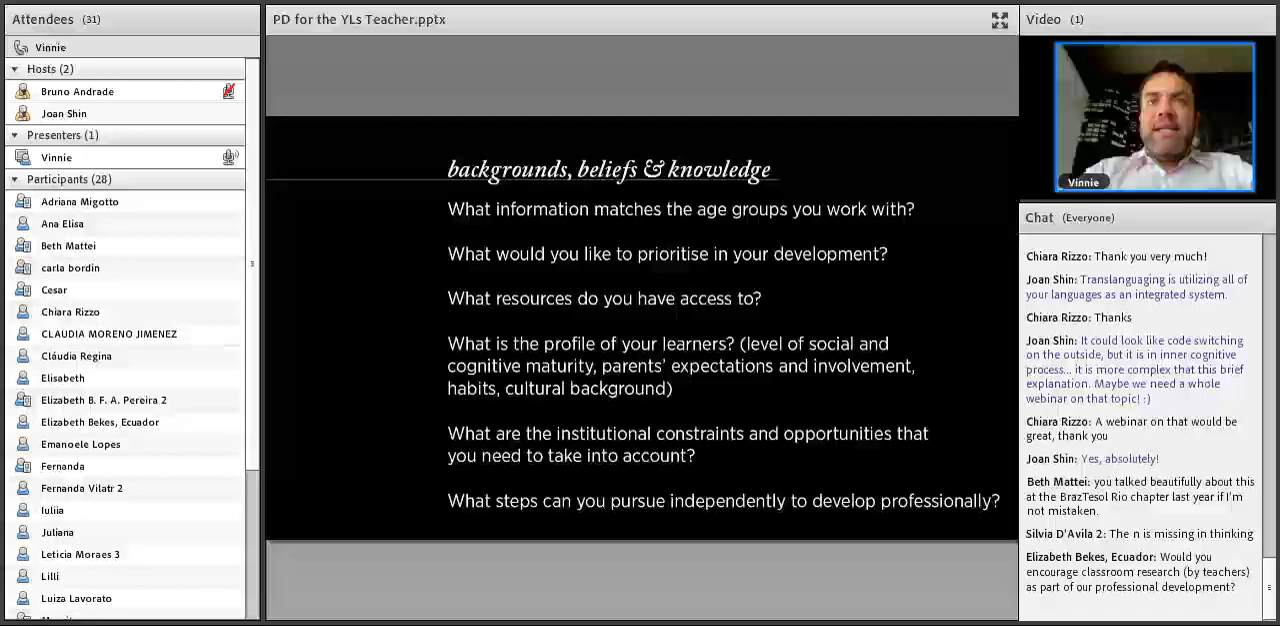 Attendees (31)
Vinnie
Hosts (2)
Bruno Andrade
Joan Shin
Presenters (1)
Vinnie
Participants (28)
Adriana Migotto
Ana Elisa
Beth Mattei
carla bordin
Cesar
Chiara Rizzo
CLAUDIA MORENO JIMENEZ
Cláudia Regina
Elisabeth
Elizabeth B. F. A. Pereira 2
Elizabeth Bekes, Ecuador
Emanoele Lopes
Fernanda
Fernanda Vilatr 2
Iuliia
Juliana
Leticia Moraes 3
Lilli
Luiza Lavorato
PD for the YLs Teacher.pptx
backgrounds, beliefs & knowledge
What information matches the age groups you work with?
What would you like to prioritise in your development?
What resources do you have access to?
What is the profile of your learners? (level of social and
cognitive maturity, parents' expectations and involvement,
habits, cultural background)
What are the institutional constraints and opportunities that
you need to take into account?
What steps can you pursue independently to develop professionally?
Video (1)
Vinnie
Chat (Everyone)
Chiara Rizzo: Thank you very much!
Joan Shin: Translanguaging is utilizing all of
your languages as an integrated system.
Chiara Rizzo: Thanks
Joan Shin: It could look like code switching
on the outside, but it is in inner cognitive
process... it is more complex that this brief
explanation. Maybe we need a whole
webinar on that topic! :)
Chiara Rizzo: A webinar on that would be
great, thank you
Joan Shin: Yes, absolutely!
Beth Mattei: you talked beautifully about this
at the BrazTesol Rio chapter last year if I'm
not mistaken.
Silvia D'Avila 2: The n is missing in thinking
Elizabeth Bekes, Ecuador: Would you
encourage classroom research (by teachers)
as part of our professional development?